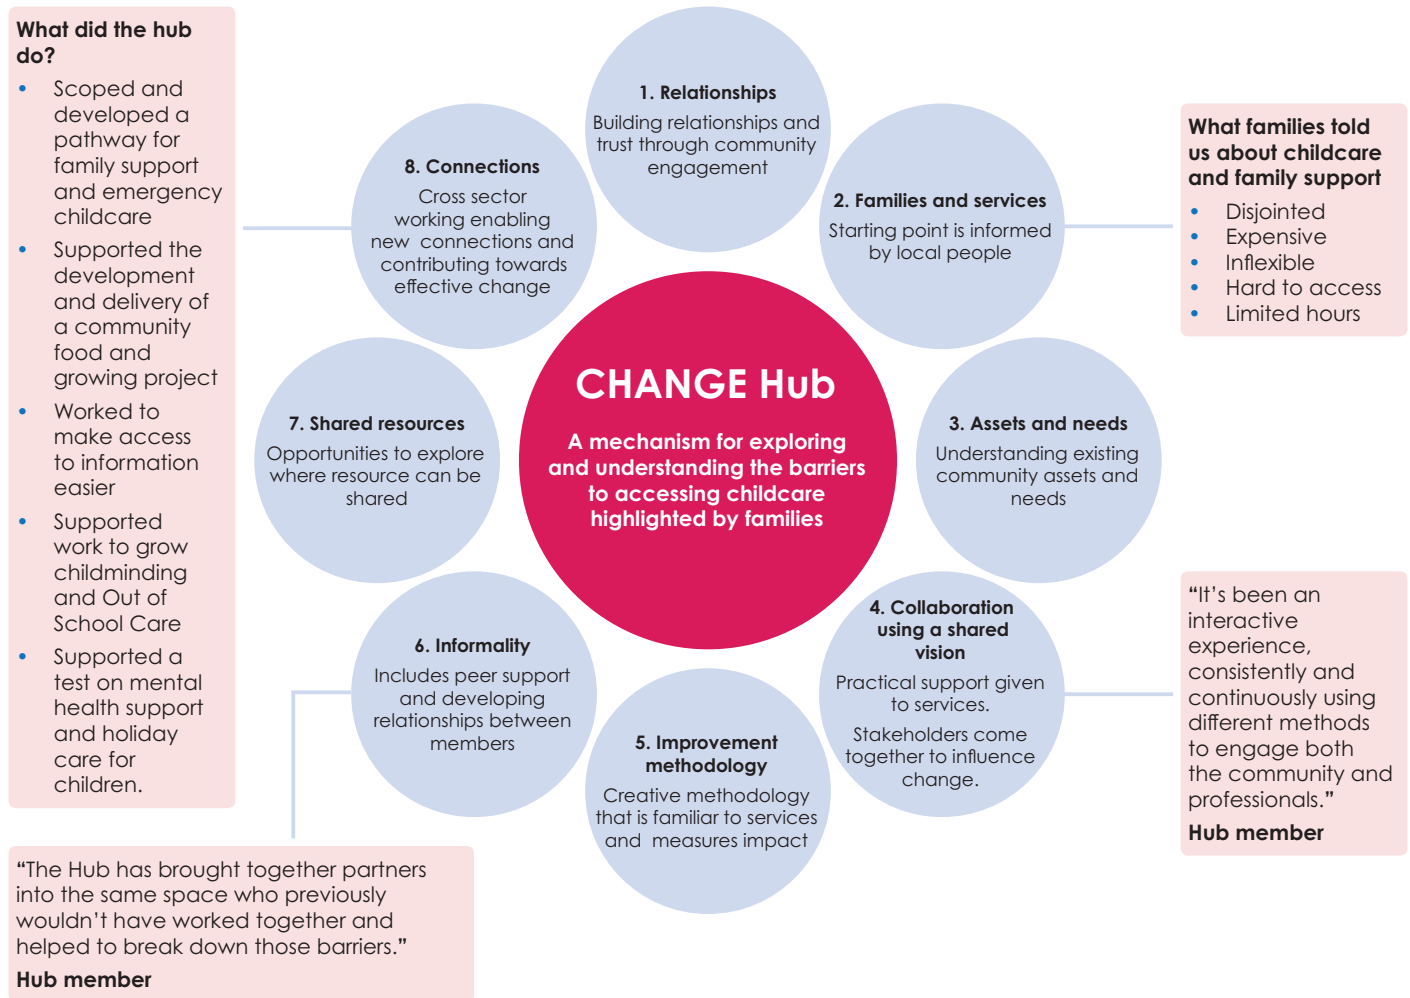 What did the hub
do?
• Scoped and
developed a
pathway for
family support
and emergency
childcare
• Supported the
development
and delivery of
a community
food and
growing project
• Worked to
make access
to information
easier
• Supported
work to grow
childminding
and Out of
School Care
• Supported a
test on mental
health support
and holiday
care for
children.
1. Relationships
Building relationships and
trust through community
engagement
2. Families and services
Starting point is informed
by local people
What families told
us about childcare
and family support
• Disjointed
• Expensive
• Inflexible
• Hard to access
• Limited hours
3. Assets and needs
Understanding existing
community assets and
needs
4. Collaboration
using a shared
vision
Practical support given
to services.
Stakeholders come
together to influence
change.
"It's been an
interactive
experience,
consistently and
continuously using
different methods
to engage both
the community and
professionals."
Hub member
5. Improvement
methodology
Creative methodology
that is familiar to services
and measures impact
6. Informality
Includes peer support
and developing
relationships between
members
"The Hub has brought together partners
into the same space who previously
wouldn't have worked together and
helped to break down those barriers."
Hub member
7. Shared resources
Opportunities to explore
where resource can be
shared
8. Connections
Cross sector
working enabling
new connections and
contributing towards
effective change
CHANGE Hub
A mechanism for exploring
and understanding the barriers
to accessing childcare
highlighted by families